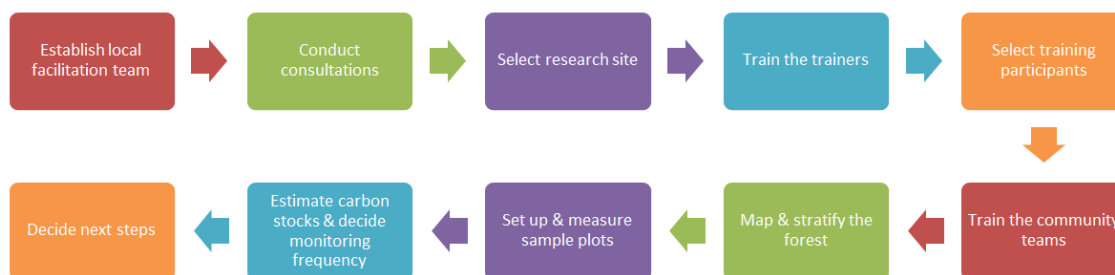 Establish local
facilitation team
Conduct
consultations
Select research site
Train the trainers
Select training
participants
Train the community
teams
Map & stratify the
forest
Set up & measure
sample plots
Estimate carbon
stocks & decide
monitoring
frequency
Decide next steps